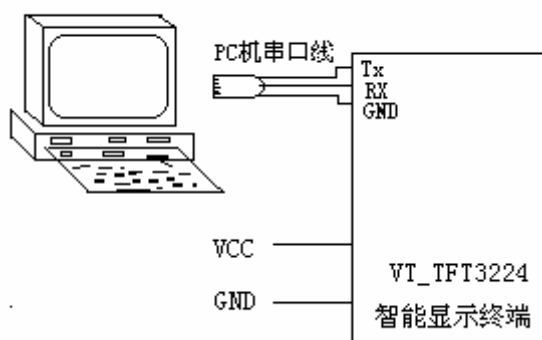 PC机串口线
Tx
RX
GND
VCC
GND
VT_TFT3224
智能显示终端